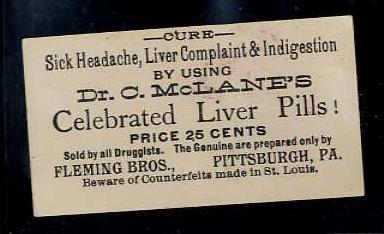 —CURE—
Sick Headache, Liver Complaint & Indigestion
BY USING
Dr. C. McLANE'S
Celebrated Liver Pills!
PRICE 25 CENTS
Sold by all Druggists. The Genuine are prepared only by
FLEMING BROS., PITTSBURGH, PA.
Beware of Counterfeits made in St. Louis.